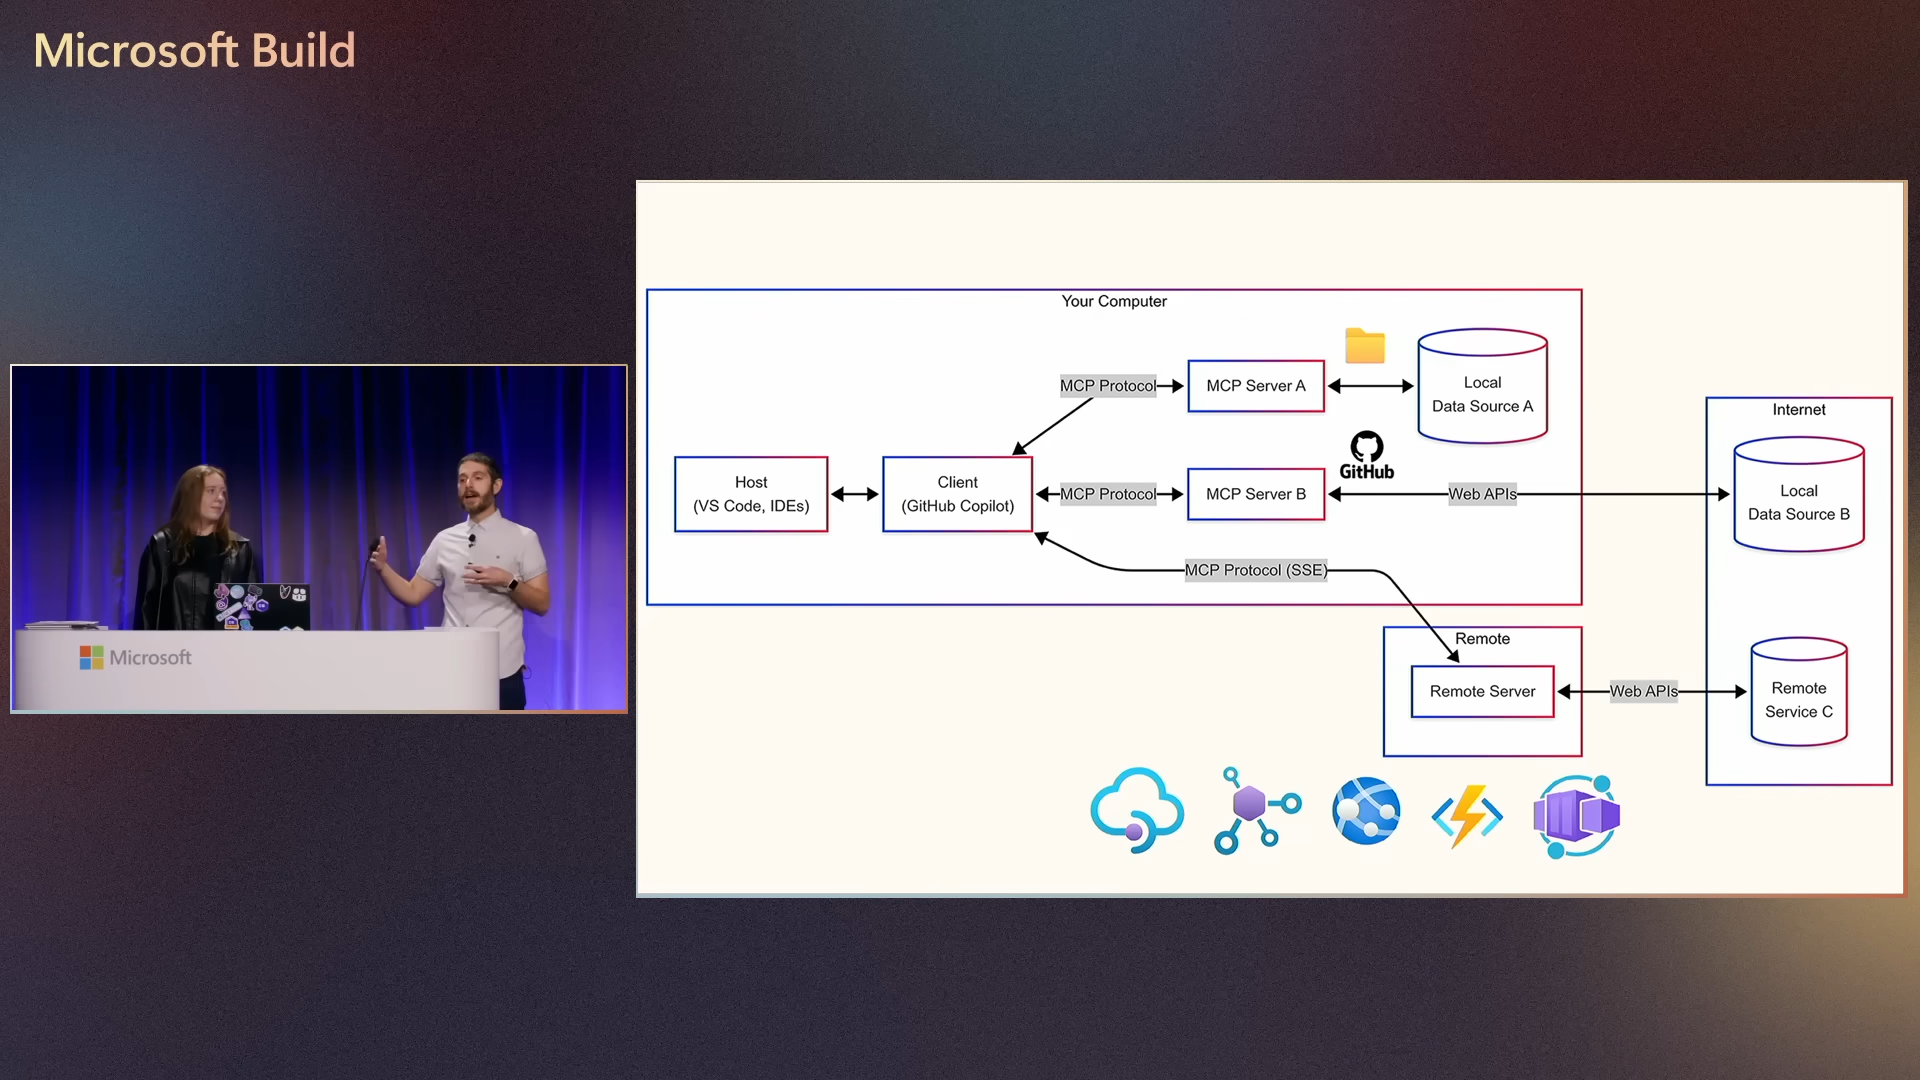 Microsoft Build
Your Computer
MCP Protocol
MCP Server A
Local
Data Source A
Internet
Host
(VS Code, IDEs)
Client
(GitHub Copilot)
MCP Protocol
MCP Server B
GitHub
Web APIs
Local
Data Source B
MCP Protocol (SSE)
Remote
Remote Server
Web APIs
Remote
Service C
Microsoft